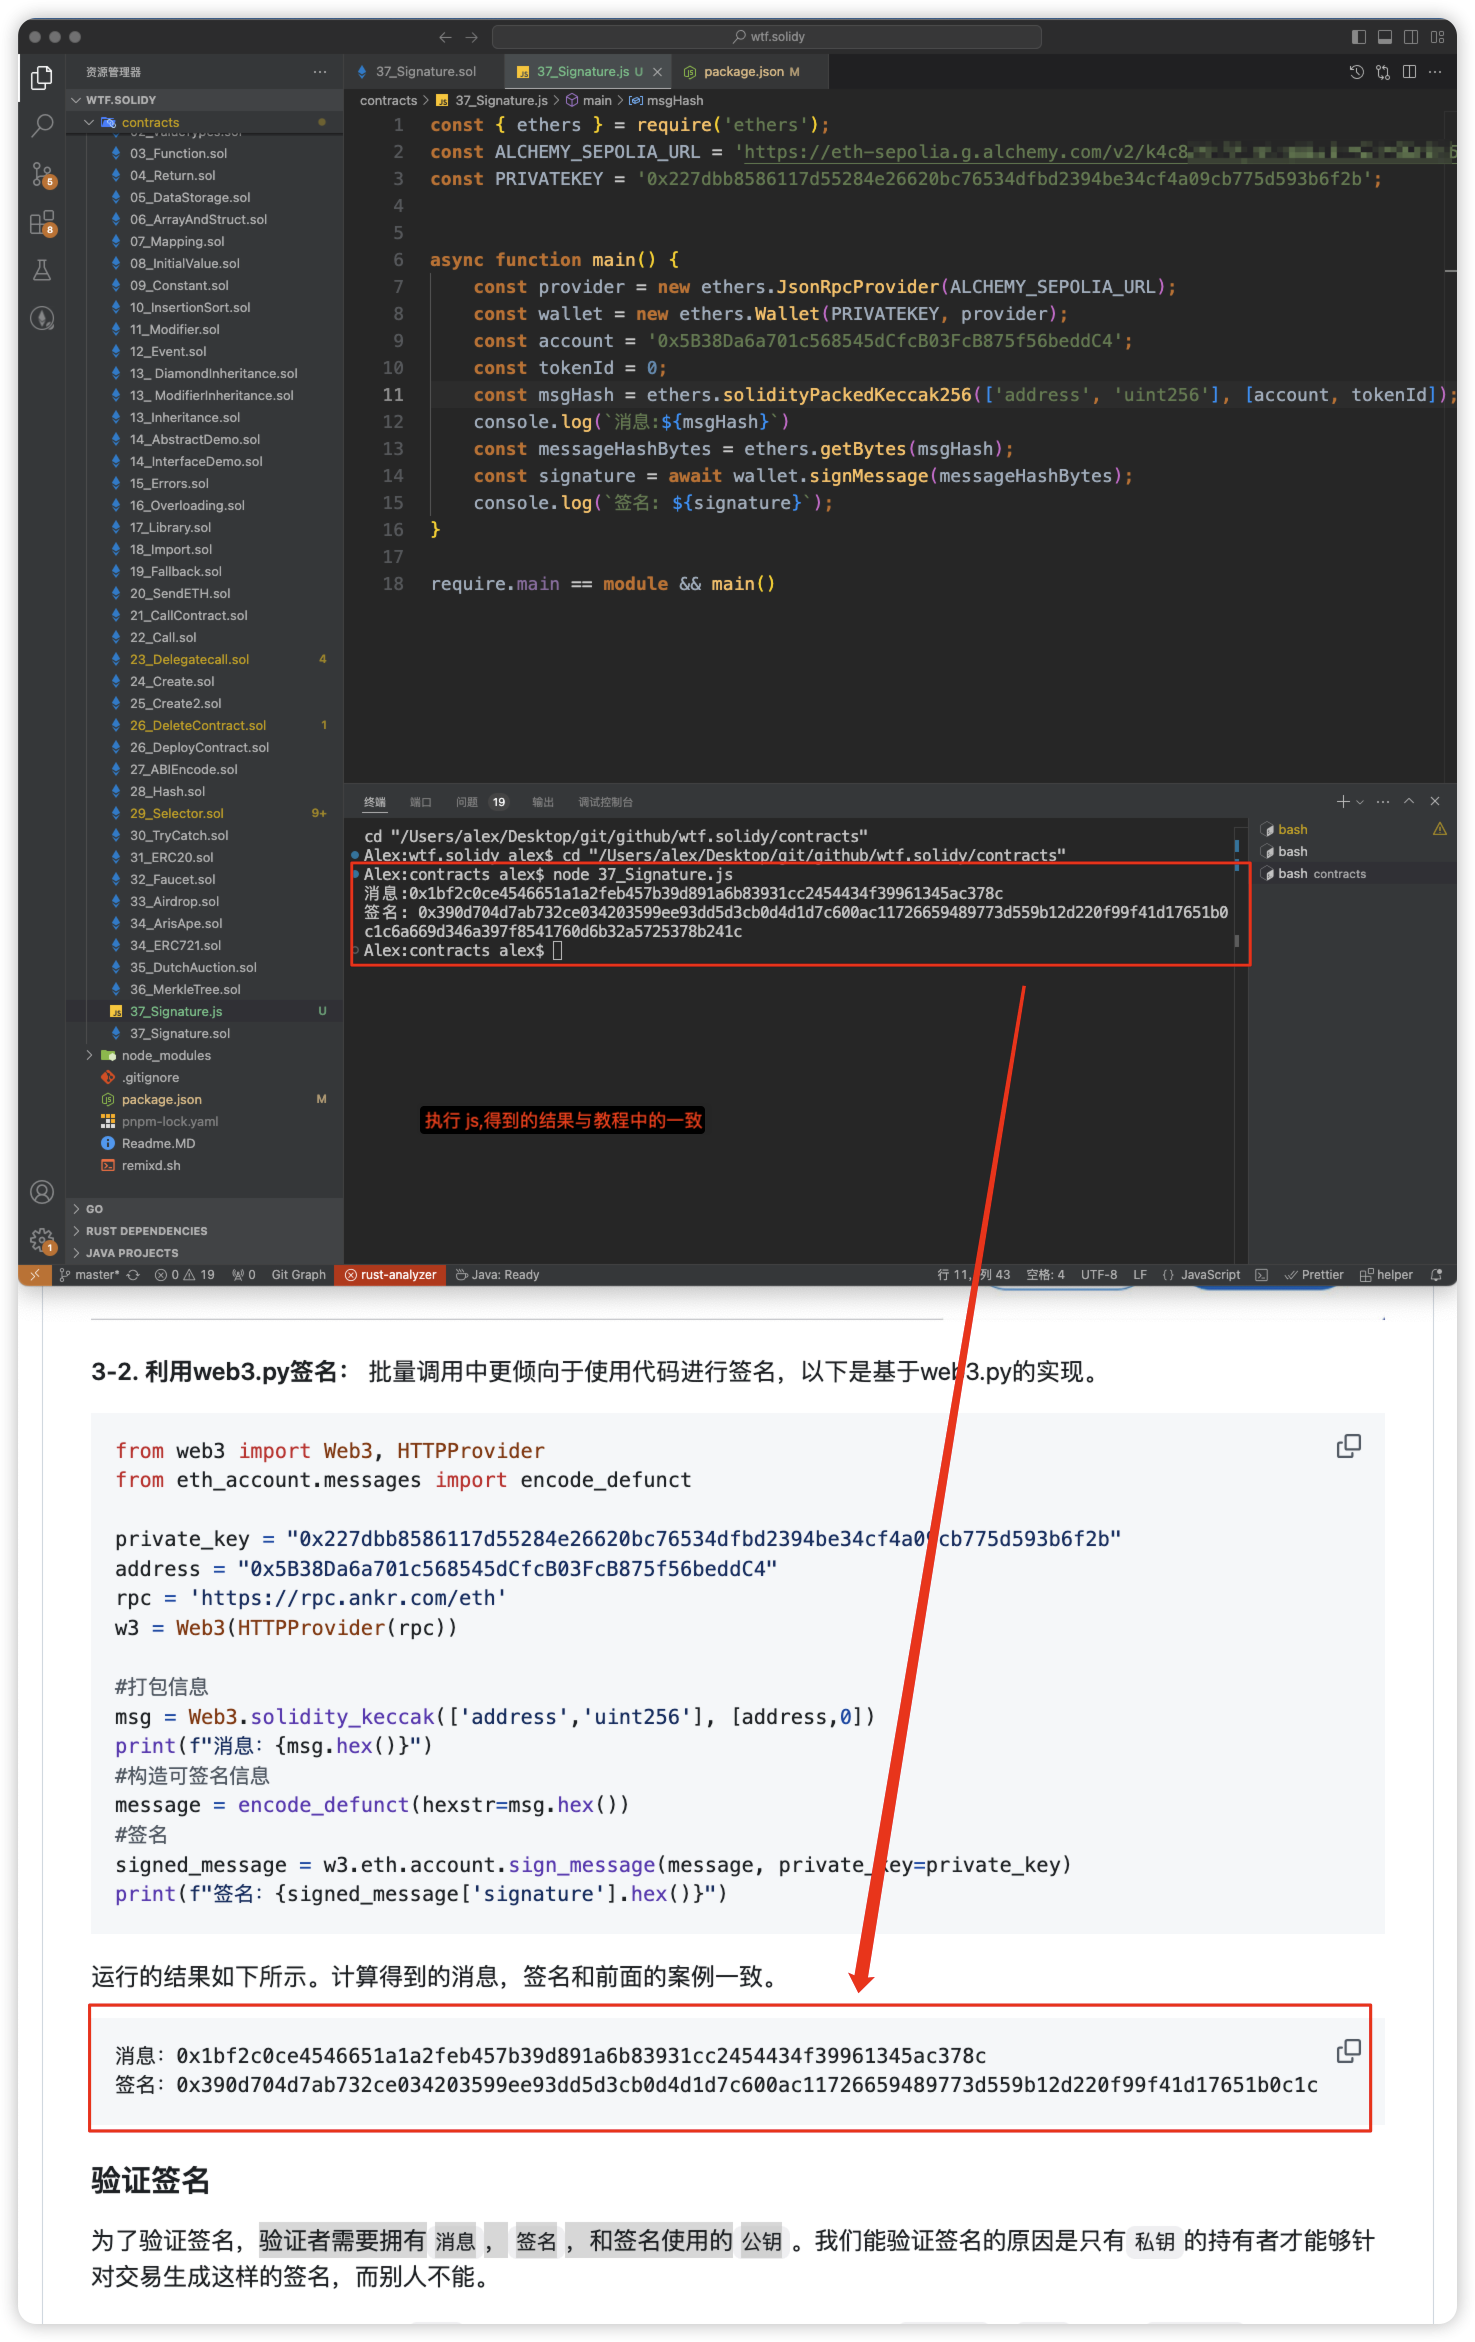 wtf.solidy
资源管理器
WTF.SOLIDY
contracts
03_Function.sol
04_Return.sol
05_DataStorage.sol
06_ArrayAndStruct.sol
07_Mapping.sol
08_InitialValue.sol
09_Constant.sol
10_InsertionSort.sol
11_Modifier.sol
12_Event.sol
13_ DiamondInheritance.sol
13_ ModifierInheritance.sol
13_Inheritance.sol
14_AbstractDemo.sol
14_InterfaceDemo.sol
15_Errors.sol
16_Overloading.sol
17_Library.sol
18_Import.sol
19_Fallback.sol
20_SendETH.sol
21_CallContract.sol
22_Call.sol
23_Delegatecall.sol 4
24_Create.sol
25_Create2.sol
26_DeleteContract.sol 1
26_DeployContract.sol
27_ABIEncode.sol
28_Hash.sol
29_Selector.sol 9+
30_TryCatch.sol
31_ERC20.sol
32_Faucet.sol
33_Airdrop.sol
34_ArisApe.sol
34_ERC721.sol
35_DutchAuction.sol
36_MerkleTree.sol
37_Signature.js U
37_Signature.sol
node_modules
.gitignore
package.json M
pnpm-lock.yaml
Readme.MD
remixd.sh
GO
RUST DEPENDENCIES
JAVA PROJECTS
5
8
1
37_Signature.sol 37_Signature.js U package.json M
contracts > 37_Signature.js > main > msgHash
1 const { ethers } = require('ethers');
2 const ALCHEMY_SEPOLIA_URL = 'https://eth-sepolia.g.alchemy.com/v2/k4c8
3 const PRIVATEKEY = '0x227dbb8586117d55284e26620bc76534dfbd2394be34cf4a09cb775d593b6f2b';
4
5
6 async function main() {
7 const provider = new ethers.JsonRpcProvider(ALCHEMY_SEPOLIA_URL);
8 const wallet = new ethers.Wallet(PRIVATEKEY, provider);
9 const account = '0x5B38Da6a701c568545dCfcB03FcB875f56beddC4';
10 const tokenId = 0;
11 const msgHash = ethers.solidityPackedKeccak256(['address', 'uint256'], [account, tokenId]);
12 console.log(`消息:${msgHash}`)
13 const messageHashBytes = ethers.getBytes(msgHash);
14 const signature = await wallet.signMessage(messageHashBytes);
15 console.log(`签名: ${signature}`);
16 }
17
18 require.main == module && main()
终端 端口 问题 19 输出 调试控制台
cd "/Users/alex/Desktop/git/github/wtf.solidy/contracts"
Alex:wtf.solidy alex$ cd "/Users/alex/Desktop/git/github/wtf.solidy/contracts"
Alex:contracts alex$ node 37_Signature.js
消息:0x1bf2c0ce4546651a1a2feb457b39d891a6b83931cc2454434f39961345ac378c
签名: 0x390d704d7ab732ce034203599ee93dd5d3cb0d4d1d7c600ac11726659489773d559b12d220f99f41d17651b0
c1c6a669d346a397f8541760d6b32a5725378b241c
Alex:contracts alex$
bash
bash
bash contracts
执行 js,得到的结果与教程中的一致
master* 0 19 0 Git Graph rust-analyzer Java: Ready 行 11, 列 43 空格: 4 UTF-8 LF {} JavaScript Prettier helper
3-2. 利用web3.py签名： 批量调用中更倾向于使用代码进行签名，以下是基于web3.py的实现。
from web3 import Web3, HTTPProvider
from eth_account.messages import encode_defunct
private_key = "0x227dbb8586117d55284e26620bc76534dfbd2394be34cf4a09cb775d593b6f2b"
address = "0x5B38Da6a701c568545dCfcB03FcB875f56beddC4"
rpc = 'https://rpc.ankr.com/eth'
w3 = Web3(HTTPProvider(rpc))
#打包信息
msg = Web3.solidity_keccak(['address','uint256'], [address,0])
print(f"消息：{msg.hex()}")
#构造可签名信息
message = encode_defunct(hexstr=msg.hex())
#签名
signed_message = w3.eth.account.sign_message(message, private_key=private_key)
print(f"签名：{signed_message['signature'].hex()}")
运行的结果如下所示。计算得到的消息，签名和前面的案例一致。
消息：0x1bf2c0ce4546651a1a2feb457b39d891a6b83931cc2454434f39961345ac378c
签名：0x390d704d7ab732ce034203599ee93dd5d3cb0d4d1d7c600ac11726659489773d559b12d220f99f41d17651b0c1c
验证签名
为了验证签名，验证者需要拥有 消息 ， 签名 ，和签名使用的 公钥 。我们能验证签名的原因是只有 私钥 的持有者才能够针
对交易生成这样的签名，而别人不能。